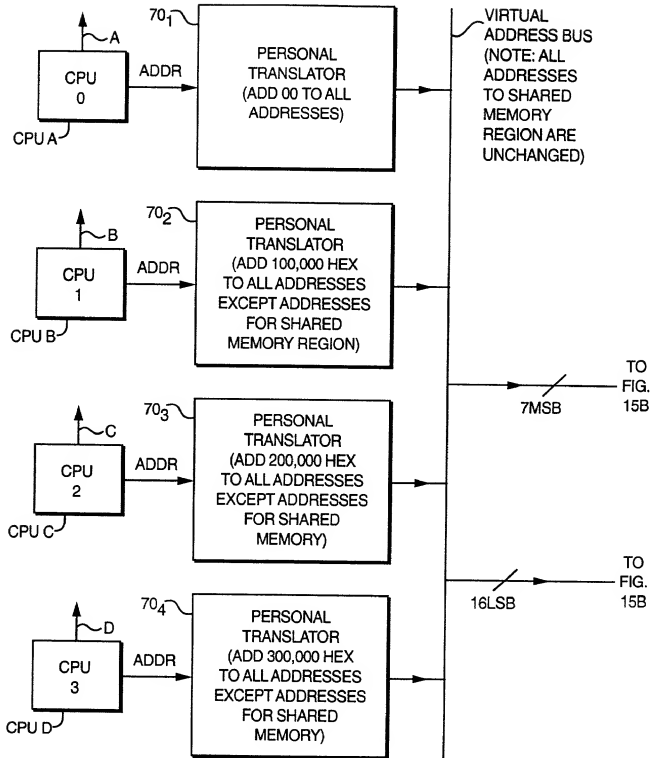 A
CPU
0
CPU A
ADDR
70₁
PERSONAL
TRANSLATOR
(ADD 00 TO ALL
ADDRESSES)
VIRTUAL
ADDRESS BUS
(NOTE: ALL
ADDRESSES
TO SHARED
MEMORY
REGION ARE
UNCHANGED)
B
CPU
1
CPU B
ADDR
70₂
PERSONAL
TRANSLATOR
(ADD 100,000 HEX
TO ALL ADDRESSES
EXCEPT ADDRESSES
FOR SHARED
MEMORY REGION)
7MSB
TO
FIG.
15B
C
CPU
2
CPU C
ADDR
70₃
PERSONAL
TRANSLATOR
(ADD 200,000 HEX
TO ALL ADDRESSES
EXCEPT ADDRESSES
FOR SHARED
MEMORY)
16LSB
TO
FIG.
15B
D
CPU
3
CPU D
ADDR
70₄
PERSONAL
TRANSLATOR
(ADD 300,000 HEX
TO ALL ADDRESSES
EXCEPT ADDRESSES
FOR SHARED
MEMORY)